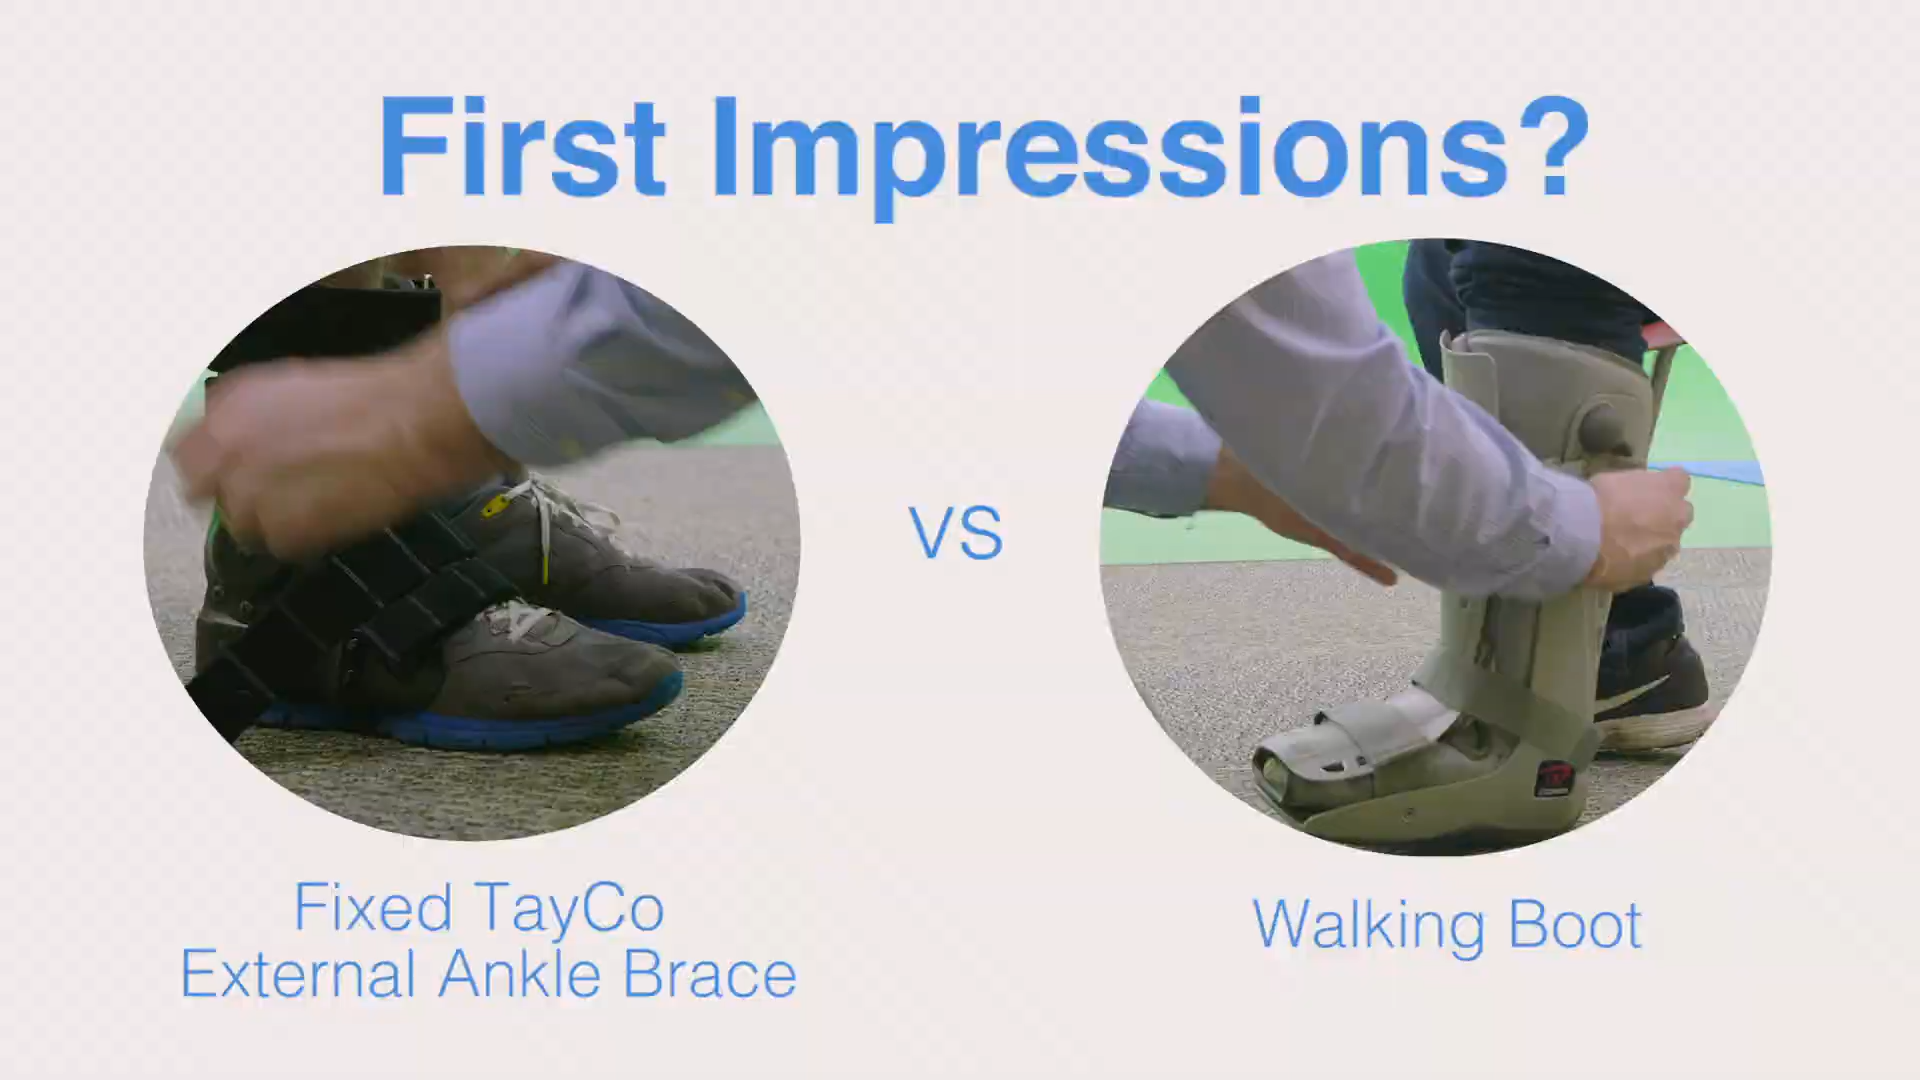 First Impressions?
VS
Fixed TayCo
External Ankle Brace
Walking Boot